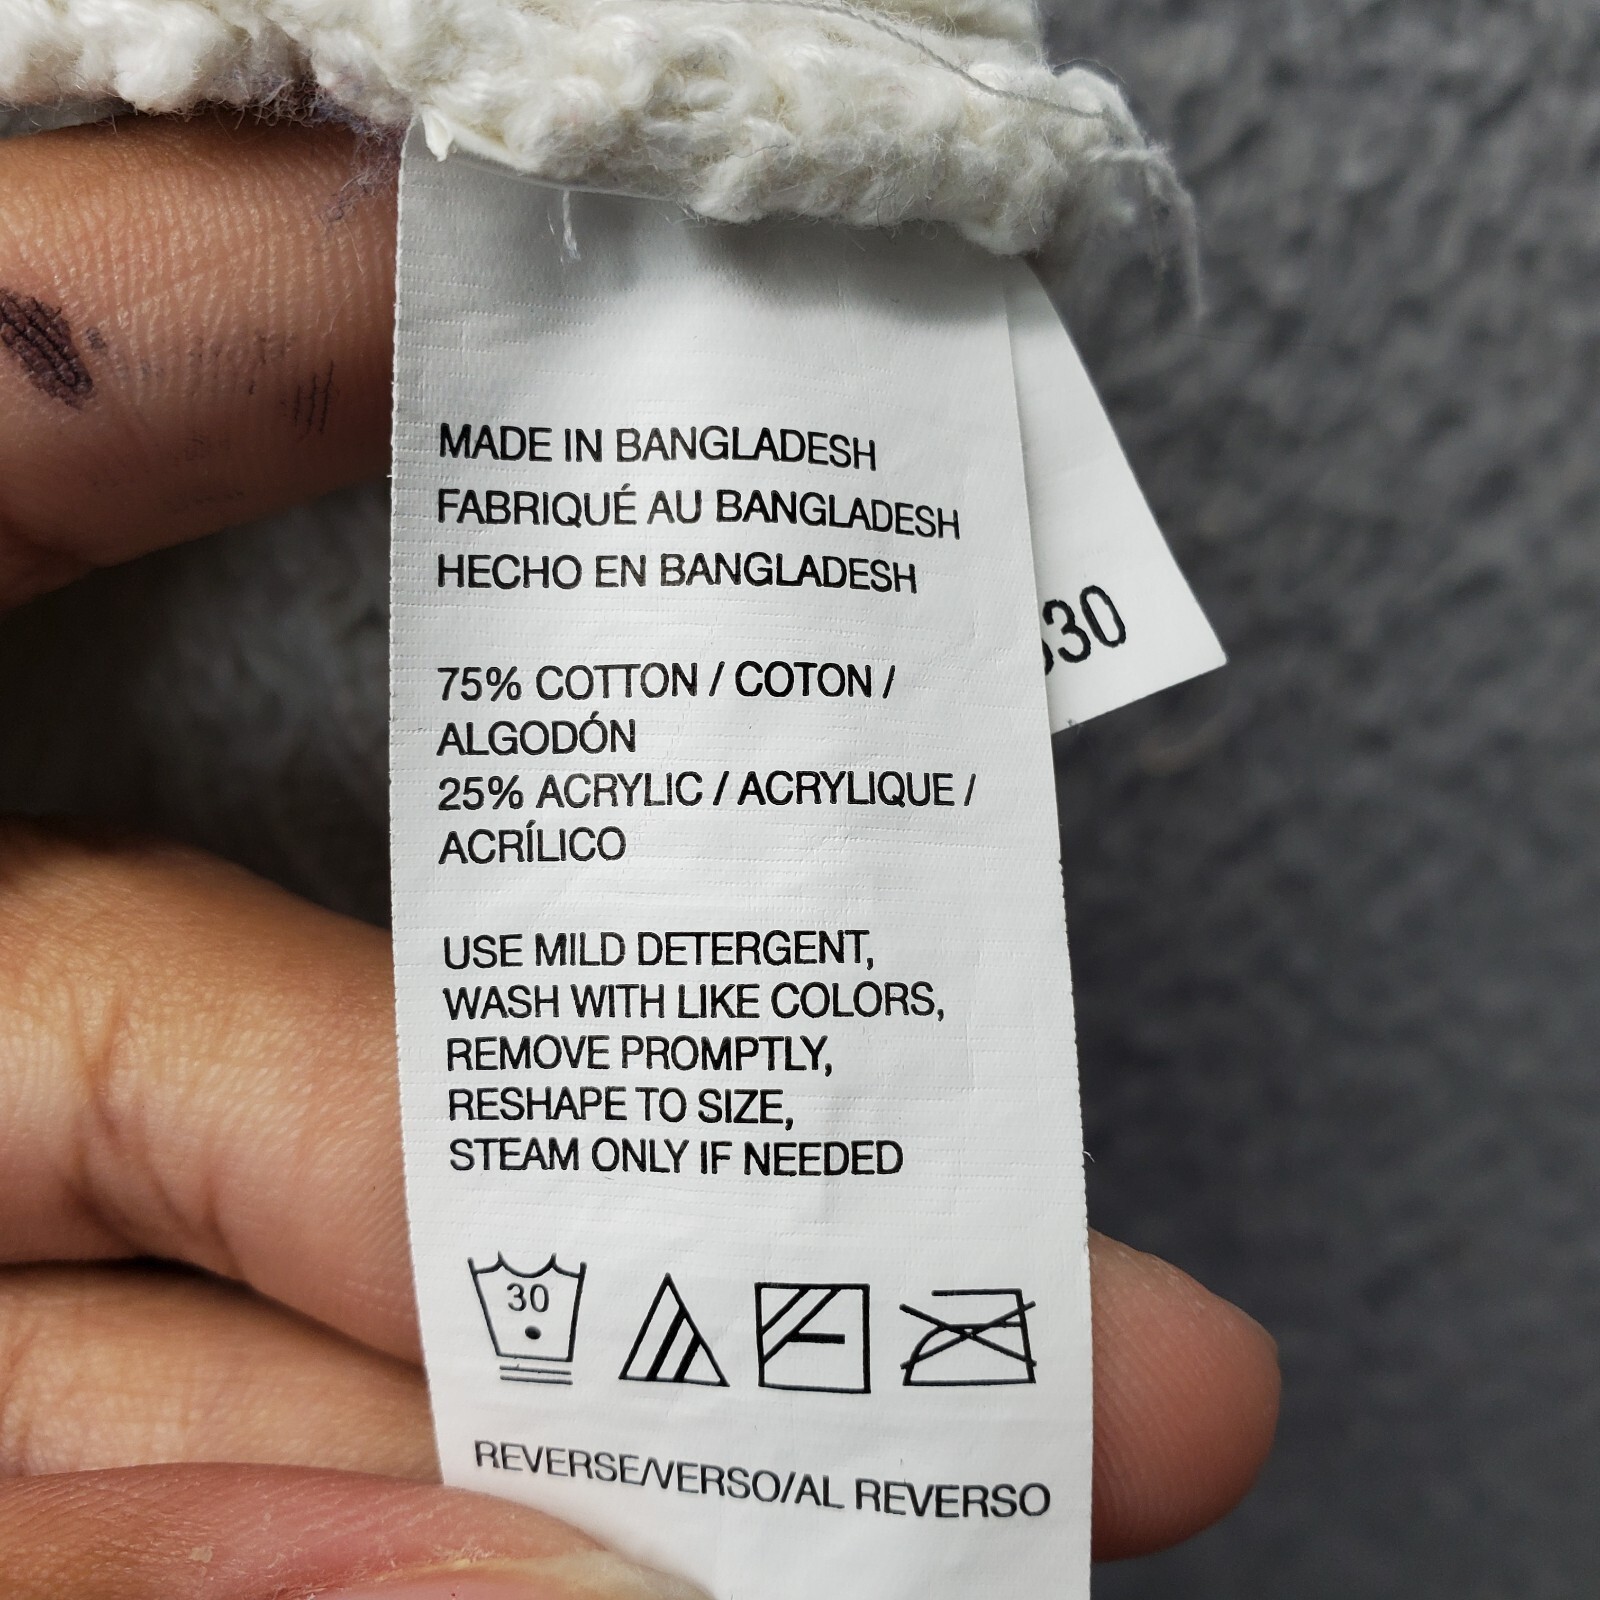 MADE IN BANGLADESH
FABRIQUÉ AU BANGLADESH
HECHO EN BANGLADESH
75% COTTON / COTON /
ALGODÓN
25% ACRYLIC / ACRYLIQUE /
ACRÍLICO
USE MILD DETERGENT,
WASH WITH LIKE COLORS,
REMOVE PROMPTLY,
RESHAPE TO SIZE,
STEAM ONLY IF NEEDED
30
REVERSE/VERSO/AL REVERSO